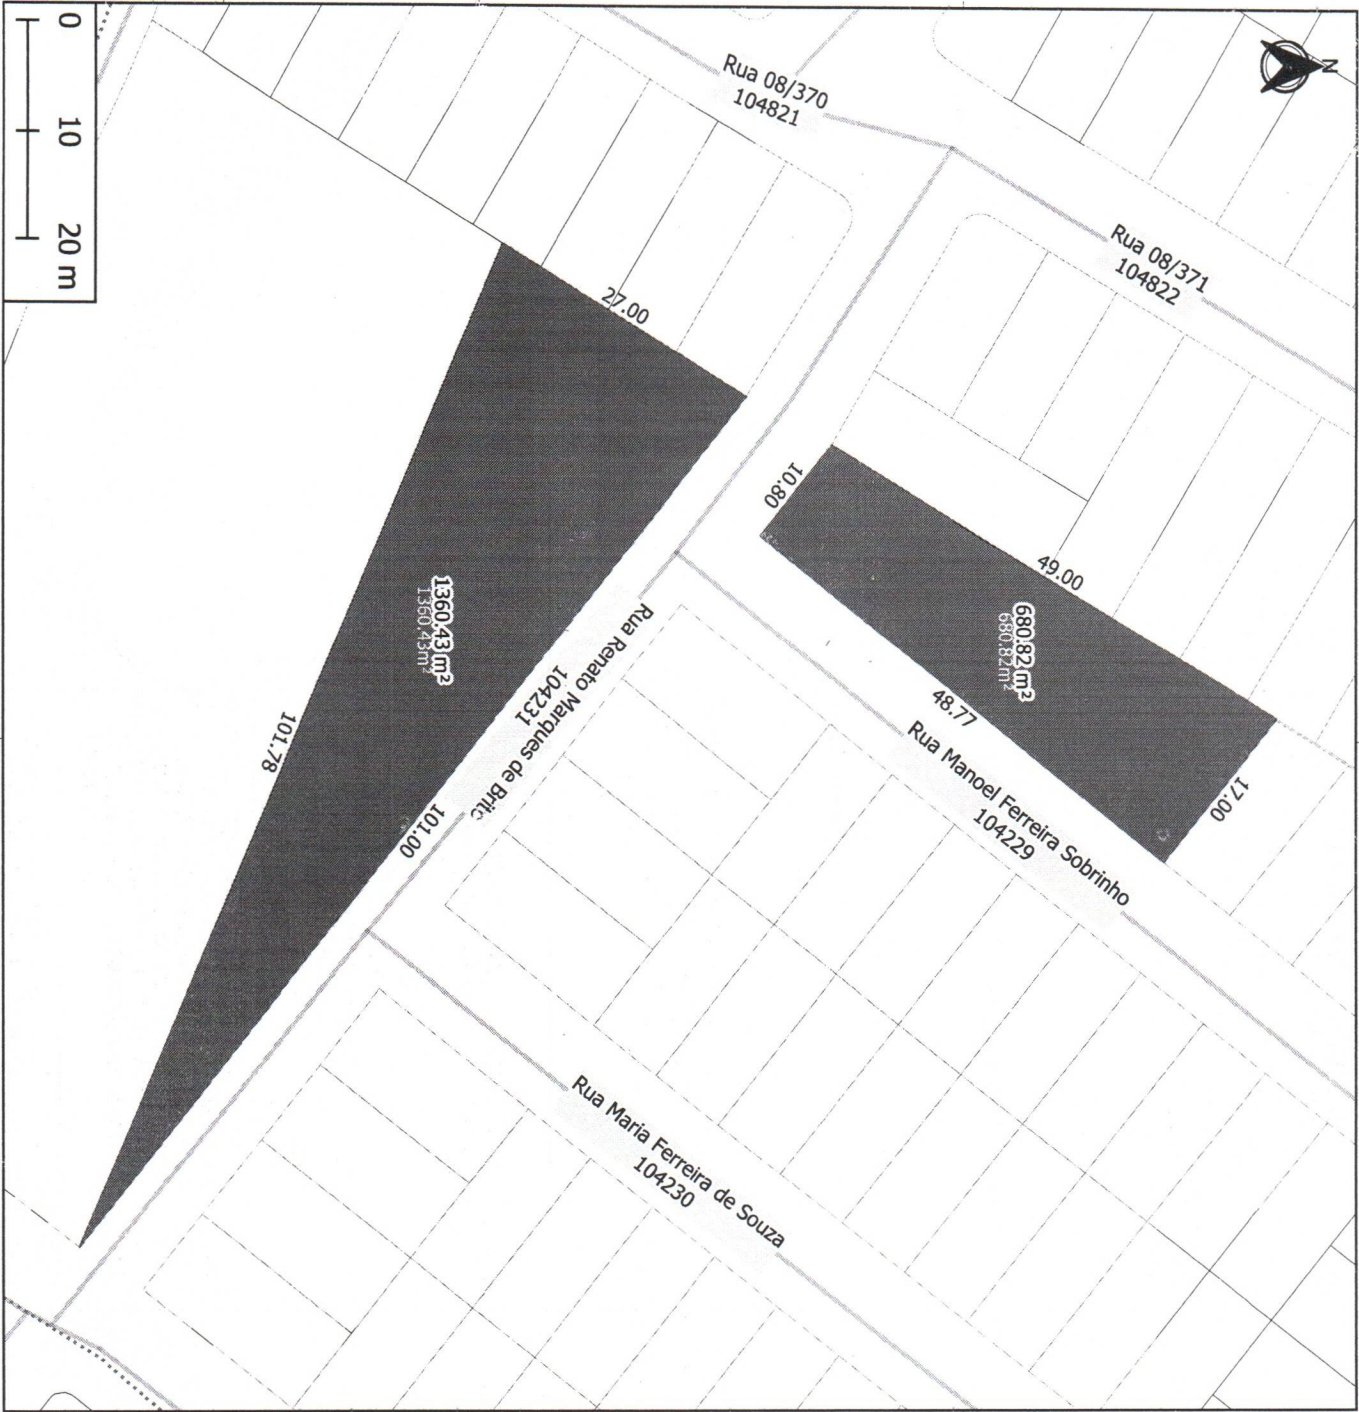 0
10
20 m
N
Rua 08/370
104821
Rua 08/371
104822
27.00
10.80
49.00
680.82 m²
680.82m²
48.77
17.00
1360.43 m²
1360.43m²
101.78
101.00
Rua Renato Marques de Brito
104231
Rua Manoel Ferreira Sobrinho
104229
Rua Maria Ferreira de Souza
104230